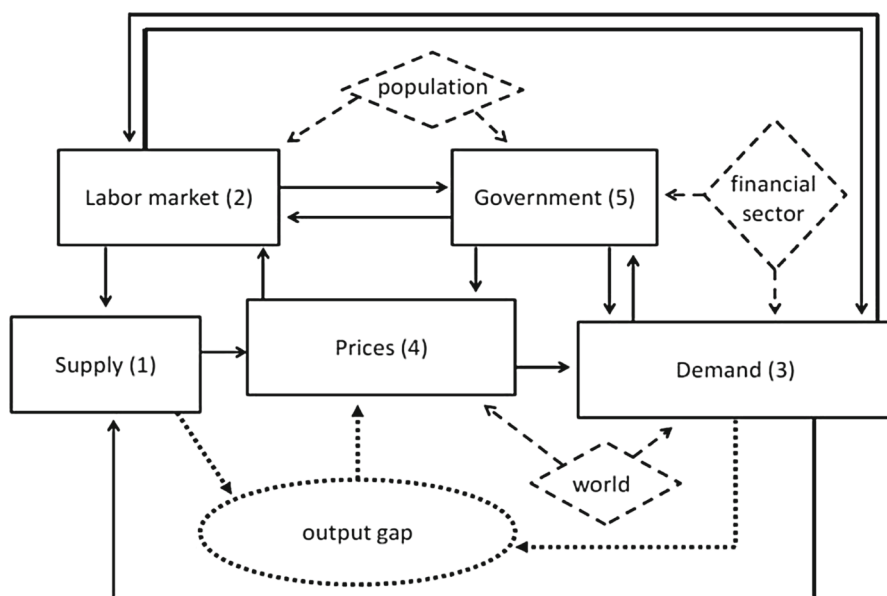 population
Labor market (2)
Government (5)
financial
sector
Supply (1)
Prices (4)
Demand (3)
world
output gap